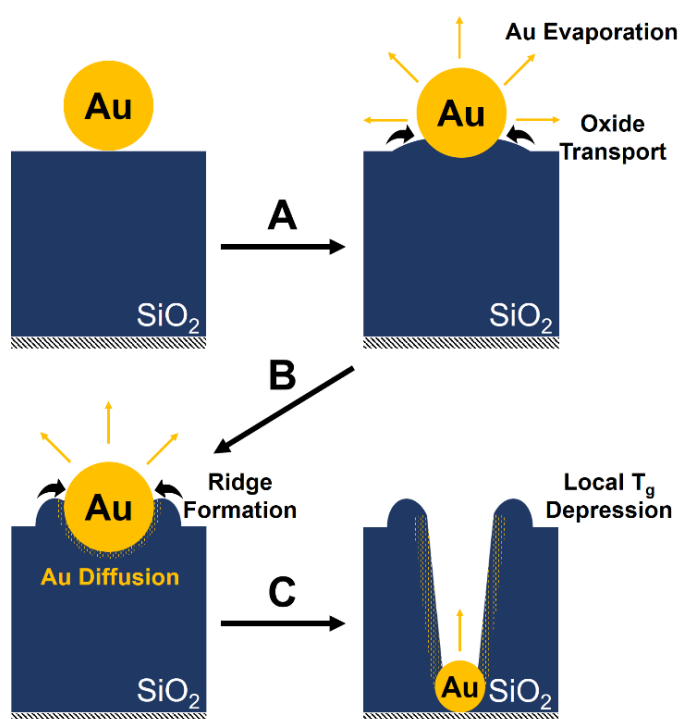 Au
SiO2
A
Au Evaporation
Au
Oxide
Transport
SiO2
B
Au
Ridge
Formation
Au Diffusion
SiO2
C
Local Tg
Depression
Au
SiO2